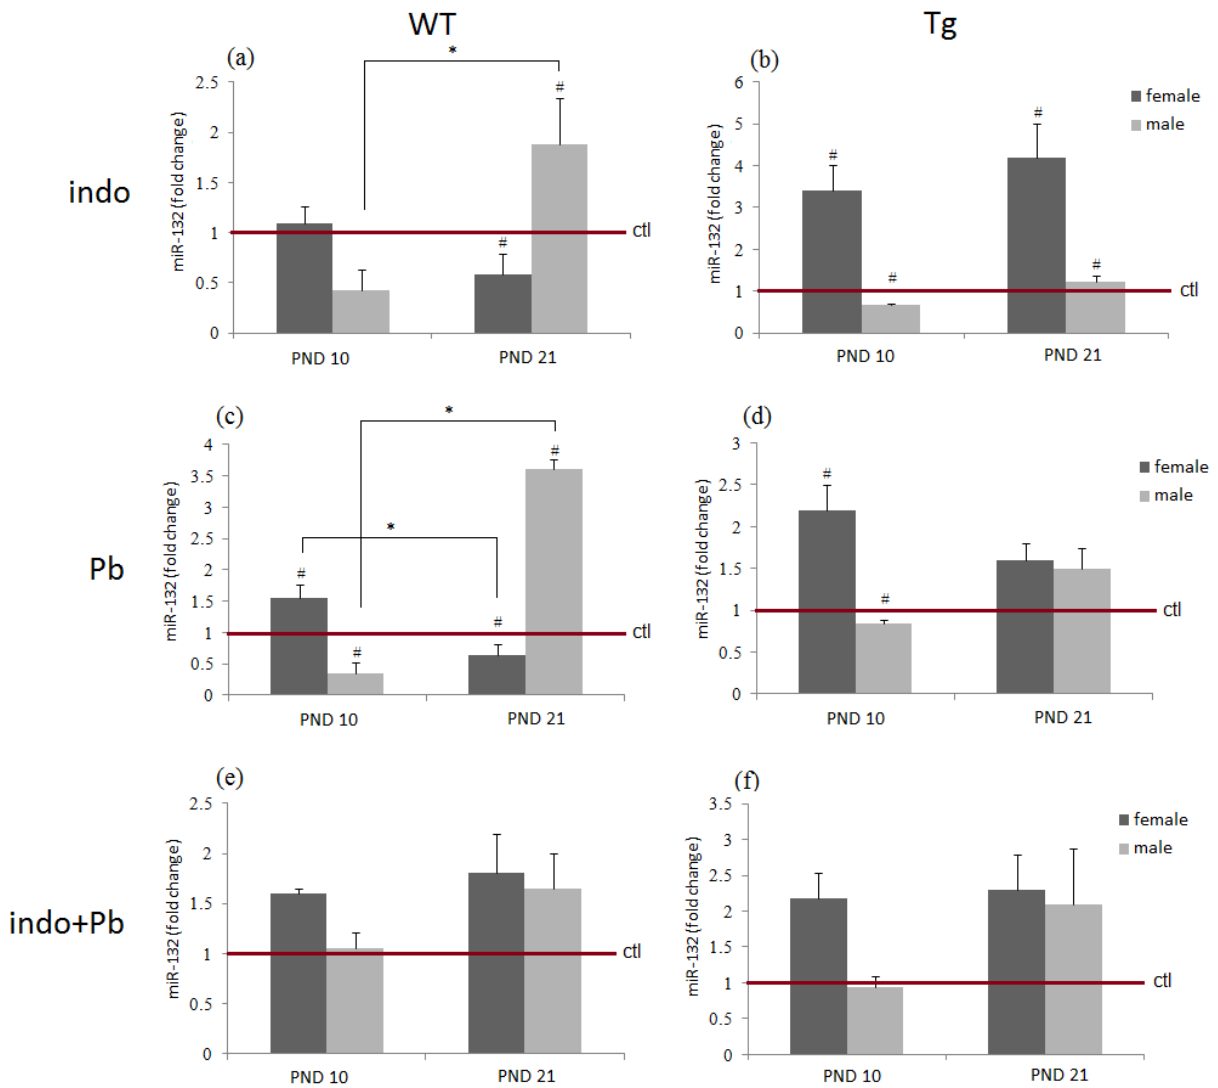 WT
Tg
indo
(a)
*
#
#
miR-132 (fold change)
2.5
2
1.5
1
0.5
0
ctl
PND 10
PND 21
(b)
female
male
#
#
#
#
miR-132 (fold change)
6
5
4
3
2
1
0
ctl
PND 10
PND 21
Pb
(c)
*
*
#
#
#
#
miR-132 (fold change)
4
3.5
3
2.5
2
1.5
1
0.5
0
ctl
PND 10
PND 21
(d)
female
male
#
#
miR-132 (fold change)
3
2.5
2
1.5
1
0.5
0
ctl
PND 10
PND 21
indo+Pb
(e)
miR-132 (fold change)
2.5
2
1.5
1
0.5
0
ctl
PND 10
PND 21
(f)
female
male
miR-132 (fold change)
3.5
3
2.5
2
1.5
1
0.5
0
ctl
PND 10
PND 21